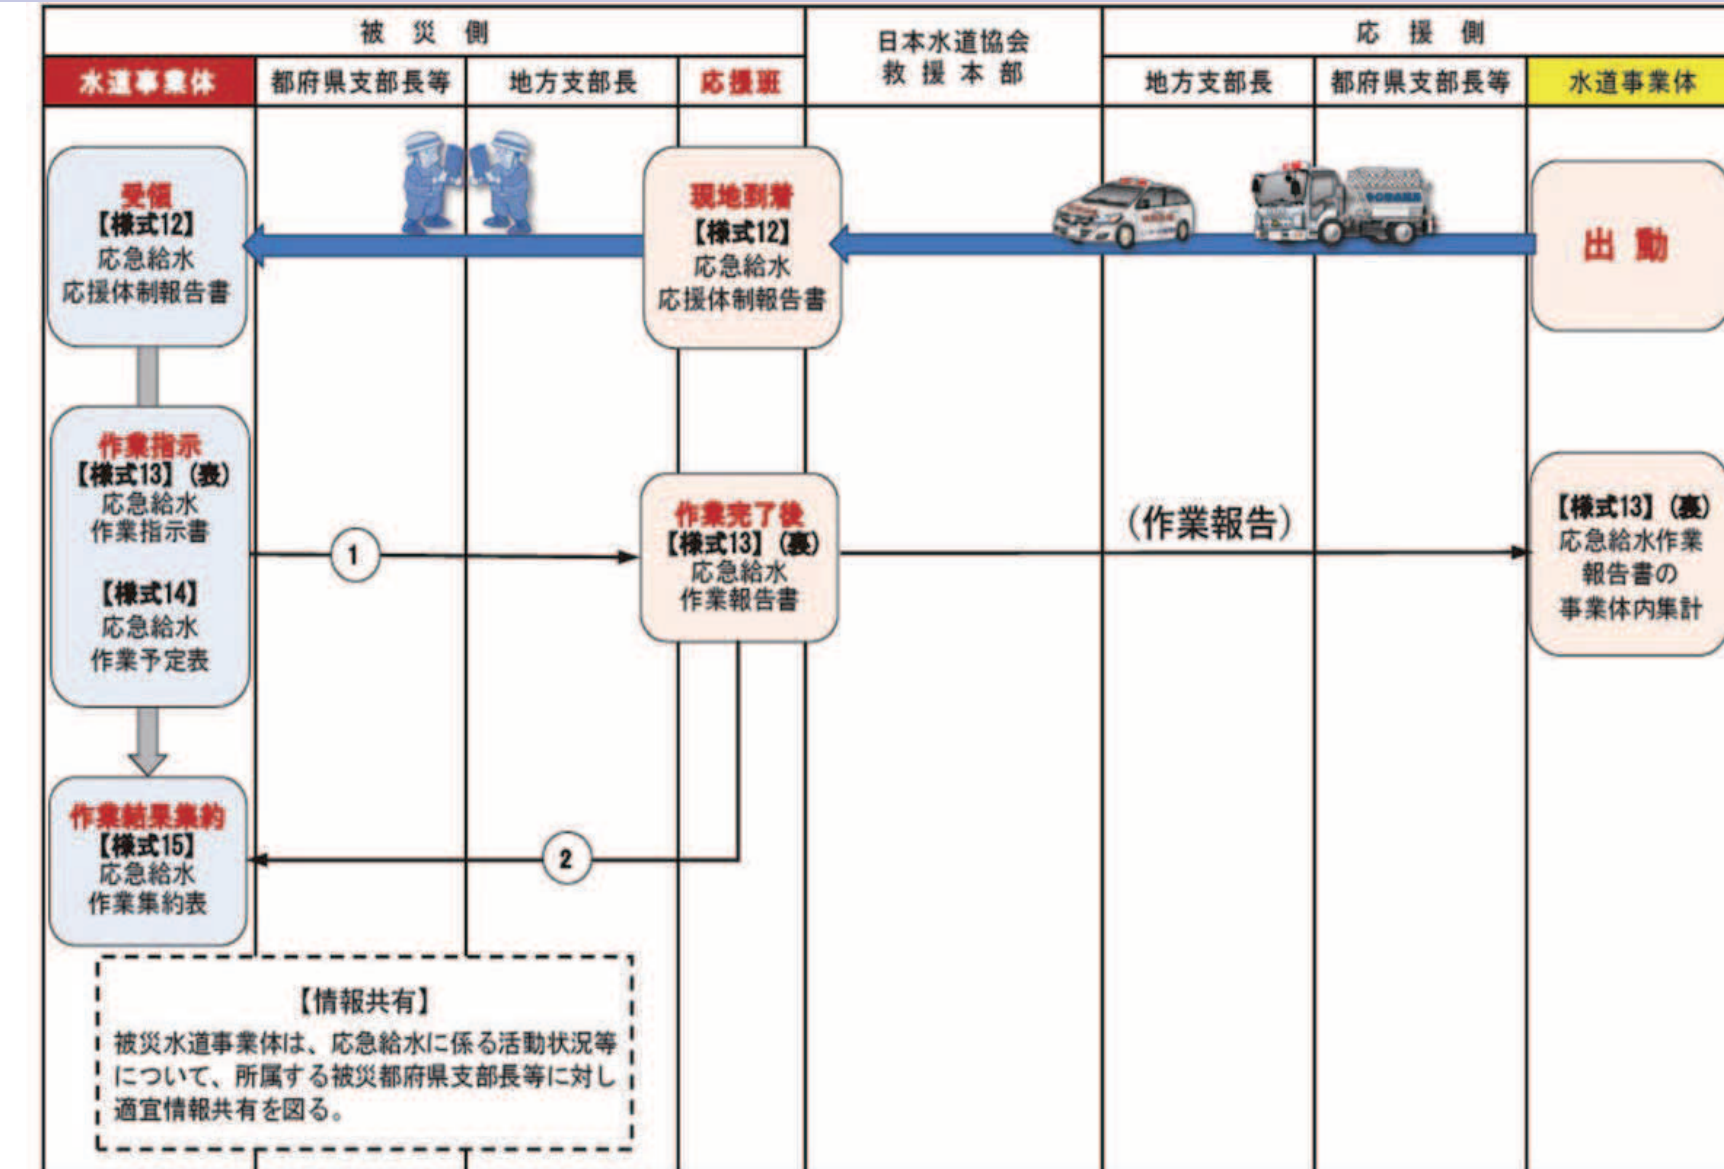 被災側
日本水道協会
救援本部
応援側
水道事業体
都府県支部長等
地方支部長
応援班
地方支部長
都府県支部長等
水道事業体
受領
【様式12】
応急給水
応援体制報告書
現地到着
【様式12】
応急給水
応援体制報告書
出動
作業指示
【様式13】(表)
応急給水
作業指示書
【様式14】
応急給水
作業予定表
1
作業完了後
【様式13】(裏)
応急給水
作業報告書
(作業報告)
【様式13】(裏)
応急給水作業
報告書の
事業体内集計
作業結果集約
【様式15】
応急給水
作業集約表
2
【情報共有】
被災水道事業体は、応急給水に係る活動状況等
について、所属する被災都府県支部長等に対し
適宜情報共有を図る。